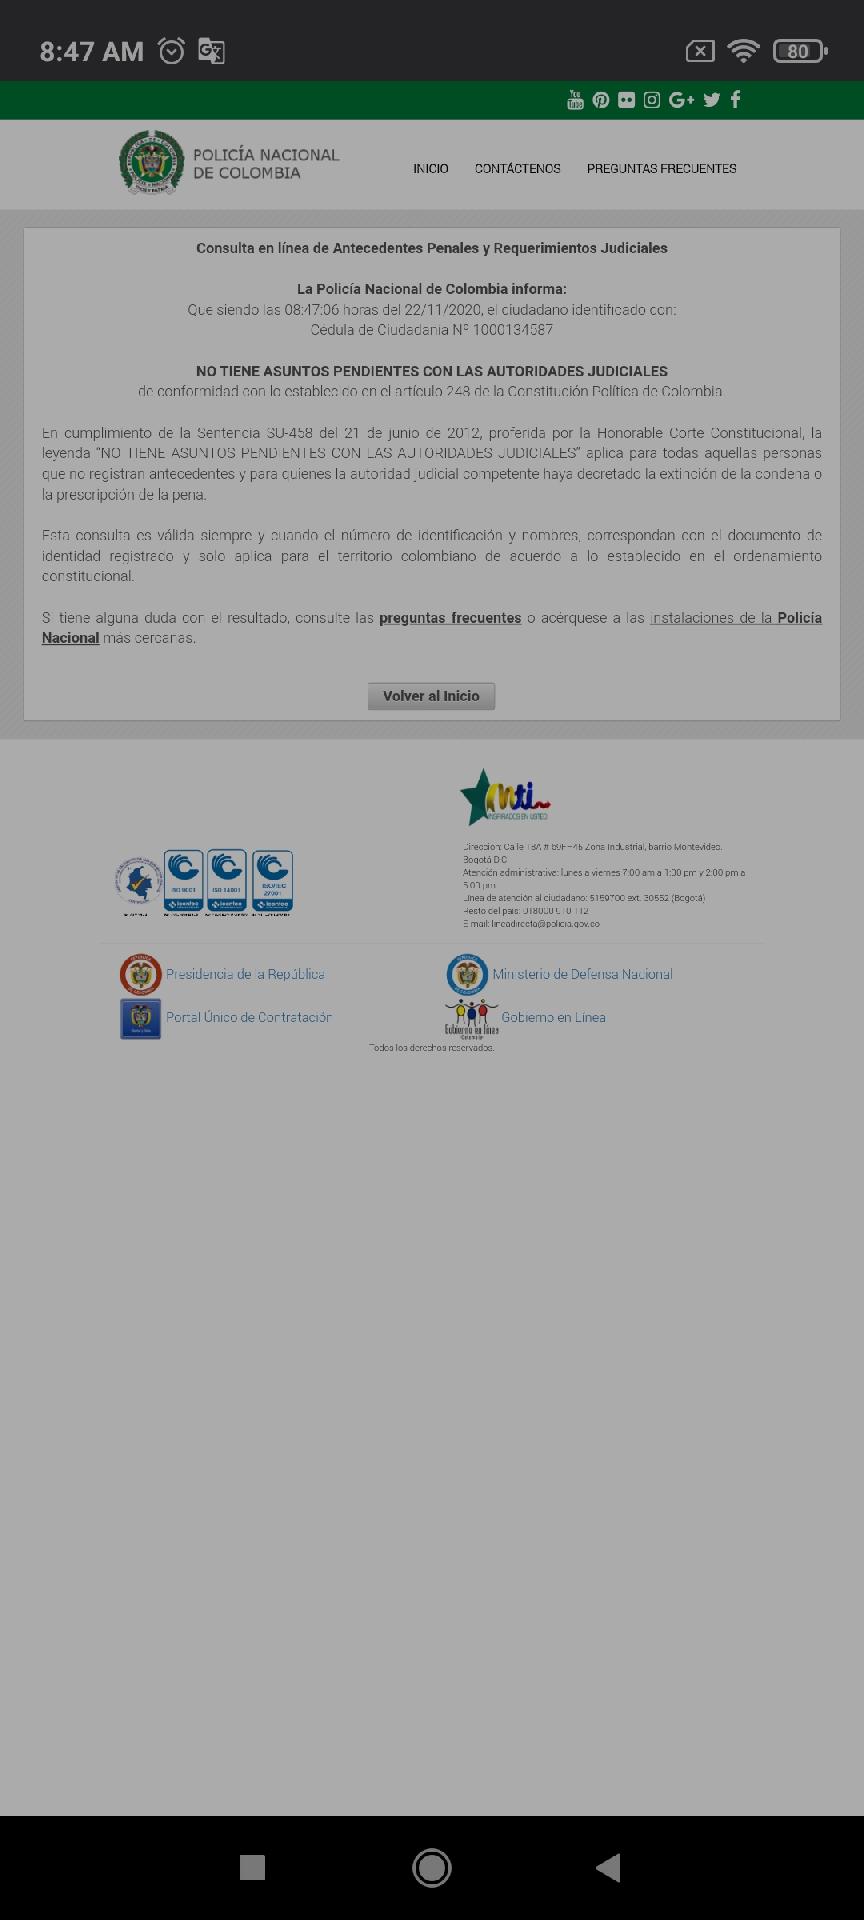 8:47 AM
80
POLICÍA NACIONAL
DE COLOMBIA
INICIO CONTÁCTENOS PREGUNTAS FRECUENTES
Consulta en línea de Antecedentes Penales y Requerimientos Judiciales
La Policía Nacional de Colombia informa:
Que siendo las 08:47:06 horas del 22/11/2020, el ciudadano identificado con:
Cédula de Ciudadanía Nº 1000134587
NO TIENE ASUNTOS PENDIENTES CON LAS AUTORIDADES JUDICIALES
de conformidad con lo establecido en el artículo 248 de la Constitución Política de Colombia.
En cumplimiento de la Sentencia SU-458 del 21 de junio de 2012, proferida por la Honorable Corte Constitucional, la
leyenda “NO TIENE ASUNTOS PENDIENTES CON LAS AUTORIDADES JUDICIALES” aplica para todas aquellas personas
que no registran antecedentes y para quienes la autoridad judicial competente haya decretado la extinción de la condena o
la prescripción de la pena.
Esta consulta es válida siempre y cuando el número de identificación y nombres, correspondan con el documento de
identidad registrado y solo aplica para el territorio colombiano de acuerdo a lo establecido en el ordenamiento
constitucional.
Si tiene alguna duda con el resultado, consulte las preguntas frecuentes o acérquese a las instalaciones de la Policía
Nacional más cercanas.
Volver al Inicio
INSPIRADOS EN USTED
ISO 9001 ISO 14001 ISO/IEC 27001
icontec icontec icontec
Dirección: Calle 18A # 69F-45 Zona Industrial, barrio Montevideo.
Bogotá D.C.
Atención administrativa: lunes a viernes 7:00 am a 1:00 pm y 2:00 pm a
5:00 pm
Línea de atención al ciudadano: 5159700 ext. 30552 (Bogotá)
Resto del país: 018000 910 112
E-mail: lineadirecta@policia.gov.co
Presidencia de la República Ministerio de Defensa Nacional
Portal Único de Contratación Gobierno en Línea
Todos los derechos reservados.